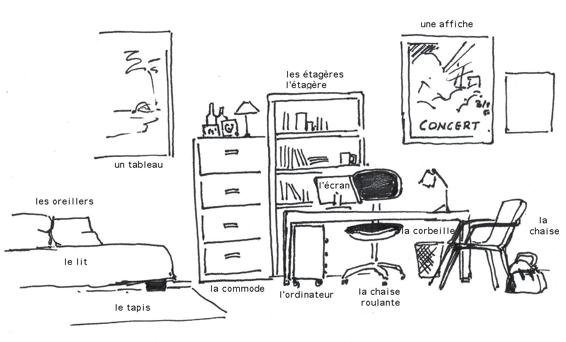 une affiche
les étagères
l'étagère
CONCERT
un tableau
l'écran
les oreillers
la corbeille
la
chaise
le lit
la commode
l'ordinateur
la chaise
roulante
le tapis